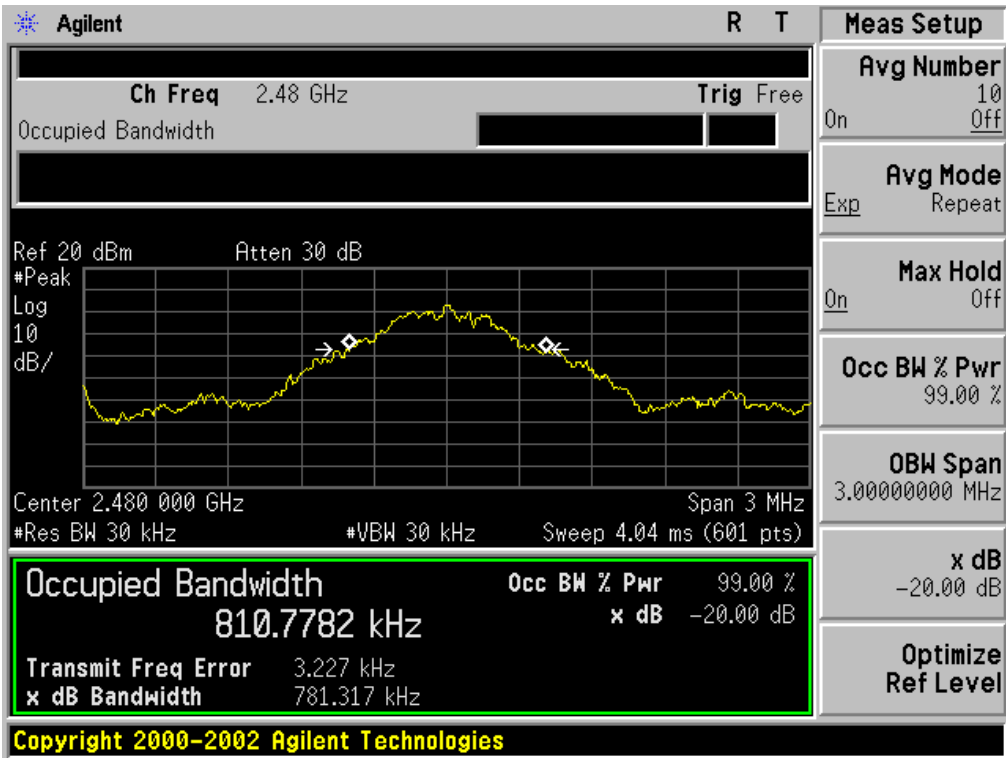 Agilent R T
Ch Freq 2.48 GHz Trig Free
Occupied Bandwidth
Ref 20 dBm Atten 30 dB
#Peak
Log
10
dB/
Center 2.480 000 GHz Span 3 MHz
#Res BW 30 kHz #VBW 30 kHz Sweep 4.04 ms (601 pts)
Occupied Bandwidth Occ BW % Pwr 99.00 %
810.7782 kHz x dB -20.00 dB
Transmit Freq Error 3.227 kHz
x dB Bandwidth 781.317 kHz
Copyright 2000-2002 Agilent Technologies
Meas Setup
Avg Number
10
On Off
Avg Mode
Exp Repeat
Max Hold
On Off
Occ BW % Pwr
99.00 %
OBW Span
3.00000000 MHz
x dB
-20.00 dB
Optimize
Ref Level